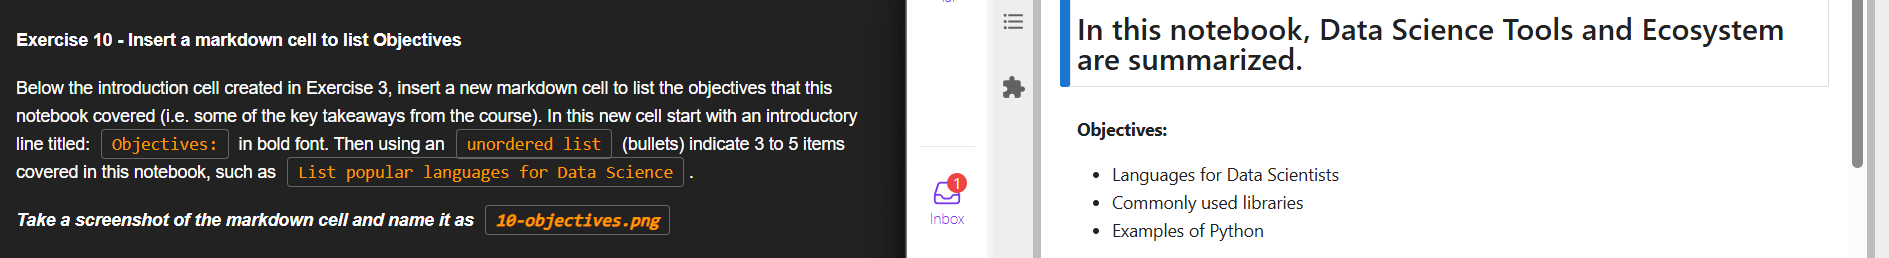 Exercise 10 - Insert a markdown cell to list Objectives
Below the introduction cell created in Exercise 3, insert a new markdown cell to list the objectives that this
notebook covered (i.e. some of the key takeaways from the course). In this new cell start with an introductory
line titled: Objectives: in bold font. Then using an unordered list (bullets) indicate 3 to 5 items
covered in this notebook, such as List popular languages for Data Science .
Take a screenshot of the markdown cell and name it as 10-objectives.png
1
Inbox
In this notebook, Data Science Tools and Ecosystem
are summarized.
Objectives:
• Languages for Data Scientists
• Commonly used libraries
• Examples of Python